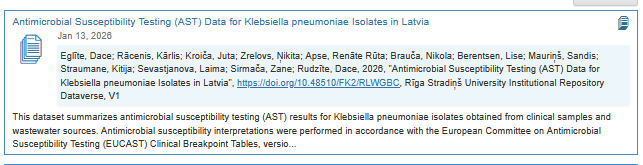 Antimicrobial Susceptibility Testing (AST) Data for Klebsiella pneumoniae Isolates in Latvia
Jan 13, 2026
Eglīte, Dace; Rācenis, Kārlis; Kroiča, Juta; Zrelovs, Ņikita; Apse, Renāte Rūta; Brauča, Nikola; Berentsen, Lise; Mauriņš, Sandis;
Straumane, Kitija; Sevastjanova, Laima; Sirmača, Zane; Rudzīte, Dace, 2026, "Antimicrobial Susceptibility Testing (AST) Data for
Klebsiella pneumoniae Isolates in Latvia", https://doi.org/10.48510/FK2/RLWGBC, Rīga Stradiņš University Institutional Repository
Dataverse, V1
This dataset summarizes antimicrobial susceptibility testing (AST) results for Klebsiella pneumoniae isolates obtained from clinical samples and
wastewater sources. Antimicrobial susceptibility interpretations were performed in accordance with the European Committee on Antimicrobial
Susceptibility Testing (EUCAST) Clinical Breakpoint Tables, versio...